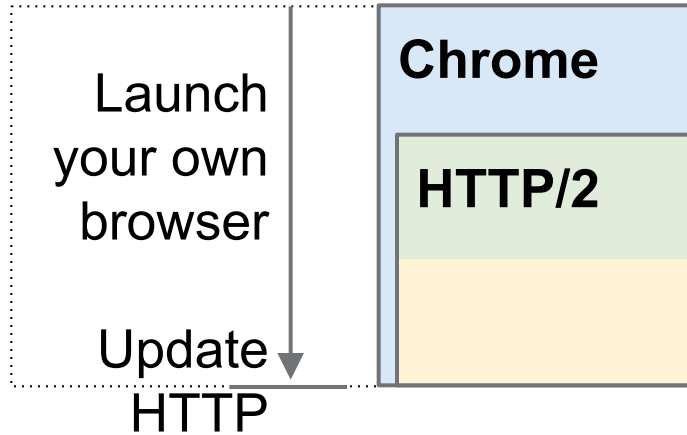 Launch
your own
browser
Update
HTTP
Chrome
HTTP/2